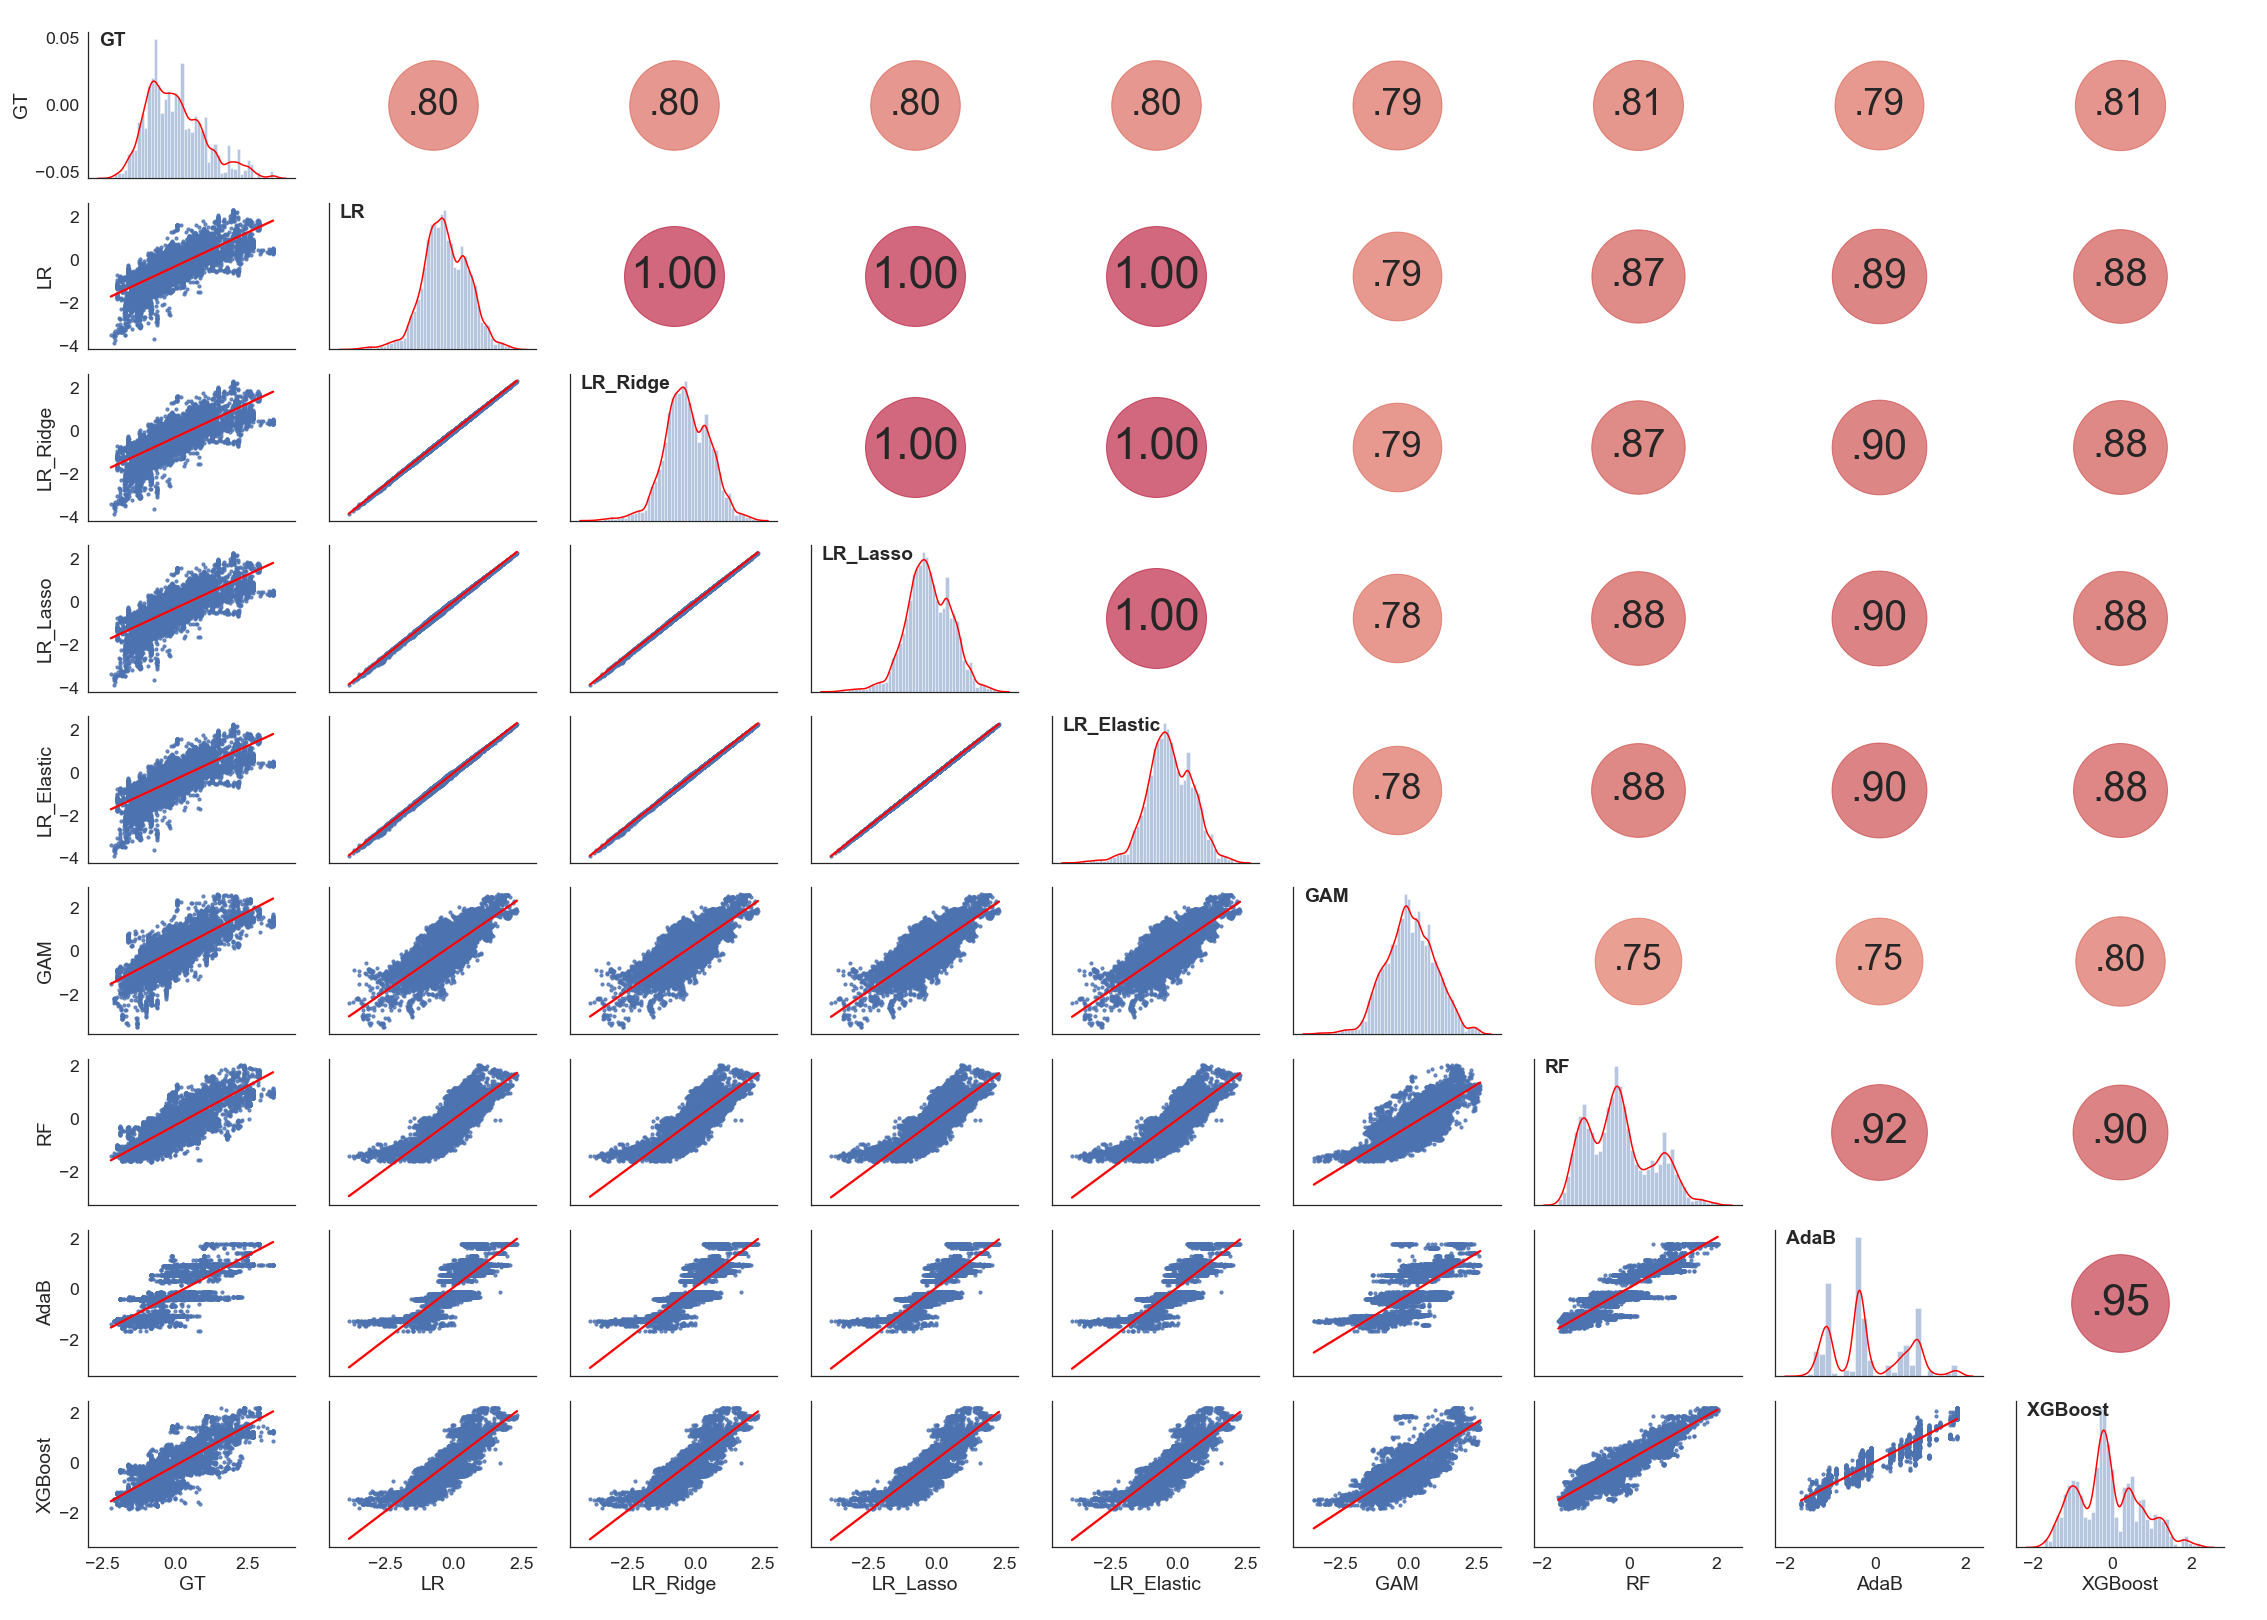 0.05
GT
0.00
−0.05
GT
.80
.80
.80
.80
.79
.81
.79
.81
2
0
−2
−4
LR
LR
1.00
1.00
1.00
.79
.87
.89
.88
2
0
−2
−4
LR_Ridge
LR_Ridge
1.00
1.00
.79
.87
.90
.88
2
0
−2
−4
LR_Lasso
LR_Lasso
1.00
.78
.88
.90
.88
2
0
−2
−4
LR_Elastic
LR_Elastic
.78
.88
.90
.88
2
0
−2
GAM
GAM
.75
.75
.80
2
0
−2
RF
RF
.92
.90
2
0
−2
AdaB
AdaB
.95
2
0
−2
XGBoost
XGBoost
−2.5 0.0 2.5
−2.5 0.0 2.5
−2.5 0.0 2.5
−2.5 0.0 2.5
−2.5 0.0 2.5
−2.5 0.0 2.5
−2 0 2
−2 0 2
−2 0 2
GT
LR
LR_Ridge
LR_Lasso
LR_Elastic
GAM
RF
AdaB
XGBoost